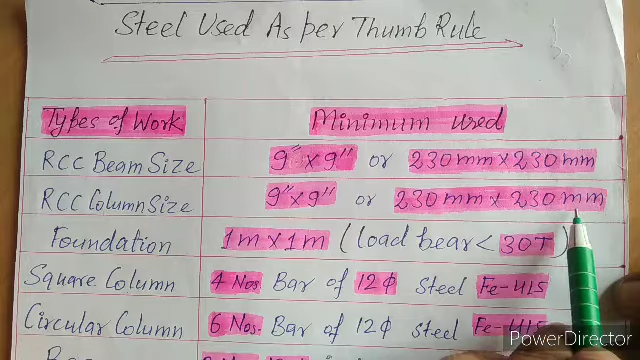 Steel Used As per Thumb Rule
Types of Work Minimum used
RCC Beam Size 9"x9" or 230mm x 230mm
RCC Column Size 9"x9" or 230mm x 230mm
Foundation 1m x 1m (load bear < 30T)
Square Column 4 Nos. Bar of 12ϕ Steel Fe-415
Circular Column 6 Nos. Bar of 12ϕ steel Fe-415
PowerDirector